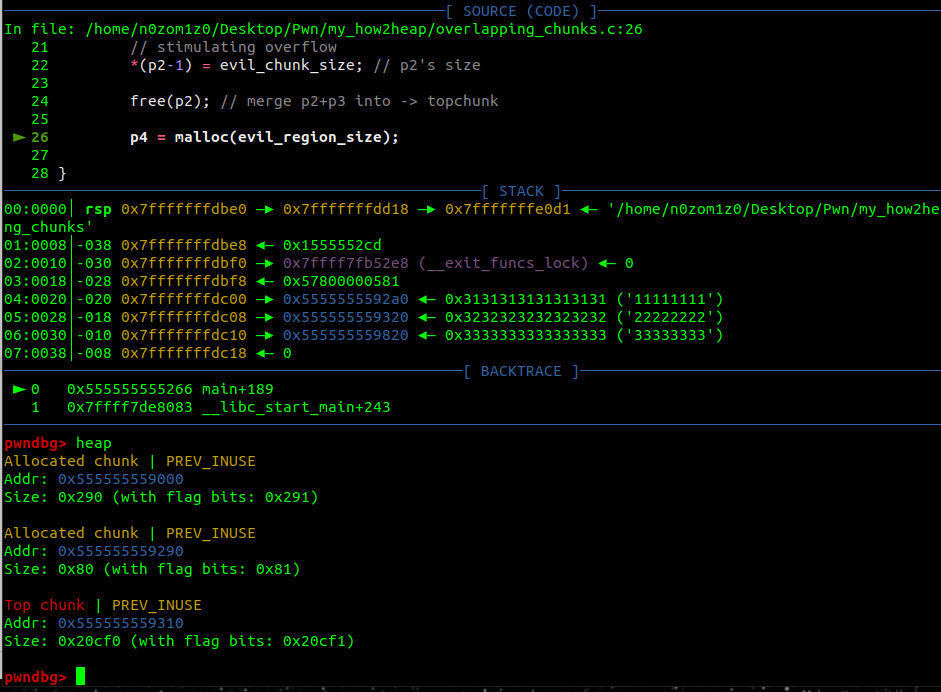 [ SOURCE (CODE) ]
In file: /home/n0zom1z0/Desktop/Pwn/my_how2heap/overlapping_chunks.c:26
21 // stimulating overflow
22 *(p2-1) = evil_chunk_size; // p2's size
23
24 free(p2); // merge p2+p3 into -> topchunk
25
► 26 p4 = malloc(evil_region_size);
27
28 }
[ STACK ]
00:0000│ rsp 0x7fffffffdbe0 —▸ 0x7fffffffdd18 —▸ 0x7fffffffe0d1 ◂— '/home/n0zom1z0/Desktop/Pwn/my_how2he
ng_chunks'
01:0008│-038 0x7fffffffdbe8 ◂— 0x1555552cd
02:0010│-030 0x7fffffffdbf0 —▸ 0x7ffff7fb52e8 (__exit_funcs_lock) ◂— 0
03:0018│-028 0x7fffffffdbf8 ◂— 0x57800000581
04:0020│-020 0x7fffffffdc00 —▸ 0x5555555592a0 ◂— 0x3131313131313131 ('11111111')
05:0028│-018 0x7fffffffdc08 —▸ 0x555555559320 ◂— 0x3232323232323232 ('22222222')
06:0030│-010 0x7fffffffdc10 —▸ 0x555555559820 ◂— 0x3333333333333333 ('33333333')
07:0038│-008 0x7fffffffdc18 ◂— 0
[ BACKTRACE ]
► 0 0x555555555266 main+189
1 0x7ffff7de8083 __libc_start_main+243
pwndbg> heap
Allocated chunk | PREV_INUSE
Addr: 0x555555559000
Size: 0x290 (with flag bits: 0x291)
Allocated chunk | PREV_INUSE
Addr: 0x555555559290
Size: 0x80 (with flag bits: 0x81)
Top chunk | PREV_INUSE
Addr: 0x555555559310
Size: 0x20cf0 (with flag bits: 0x20cf1)
pwndbg>